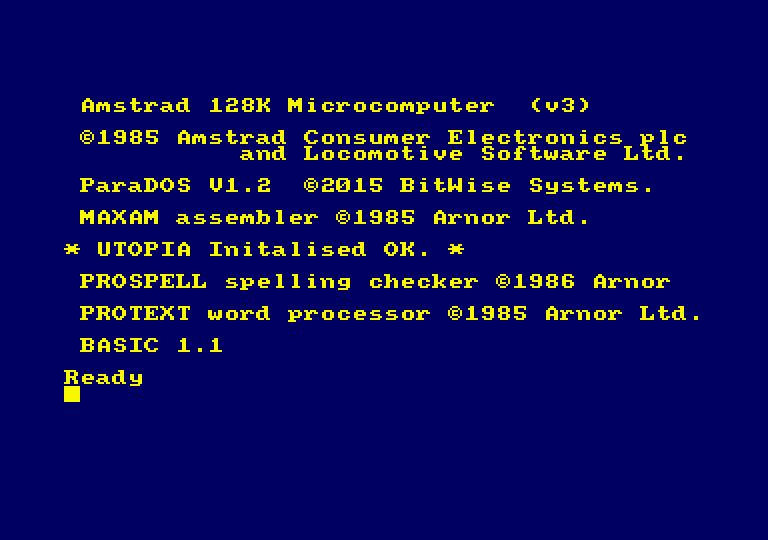 Amstrad 128K Microcomputer  (v3)
©1985 Amstrad Consumer Electronics plc
and Locomotive Software Ltd.
ParaDOS V1.2  ©2015 BitWise Systems.
MAXAM assembler ©1985 Arnor Ltd.
* UTOPIA Initalised OK. *
PROSPELL spelling checker ©1986 Arnor
PROTEXT word processor ©1985 Arnor Ltd.
BASIC 1.1
Ready